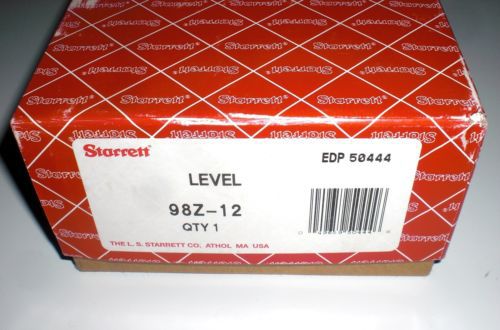 Starrett
EDP 50444
LEVEL
98Z-12
QTY 1
THE L. S. STARRETT CO. ATHOL MA USA